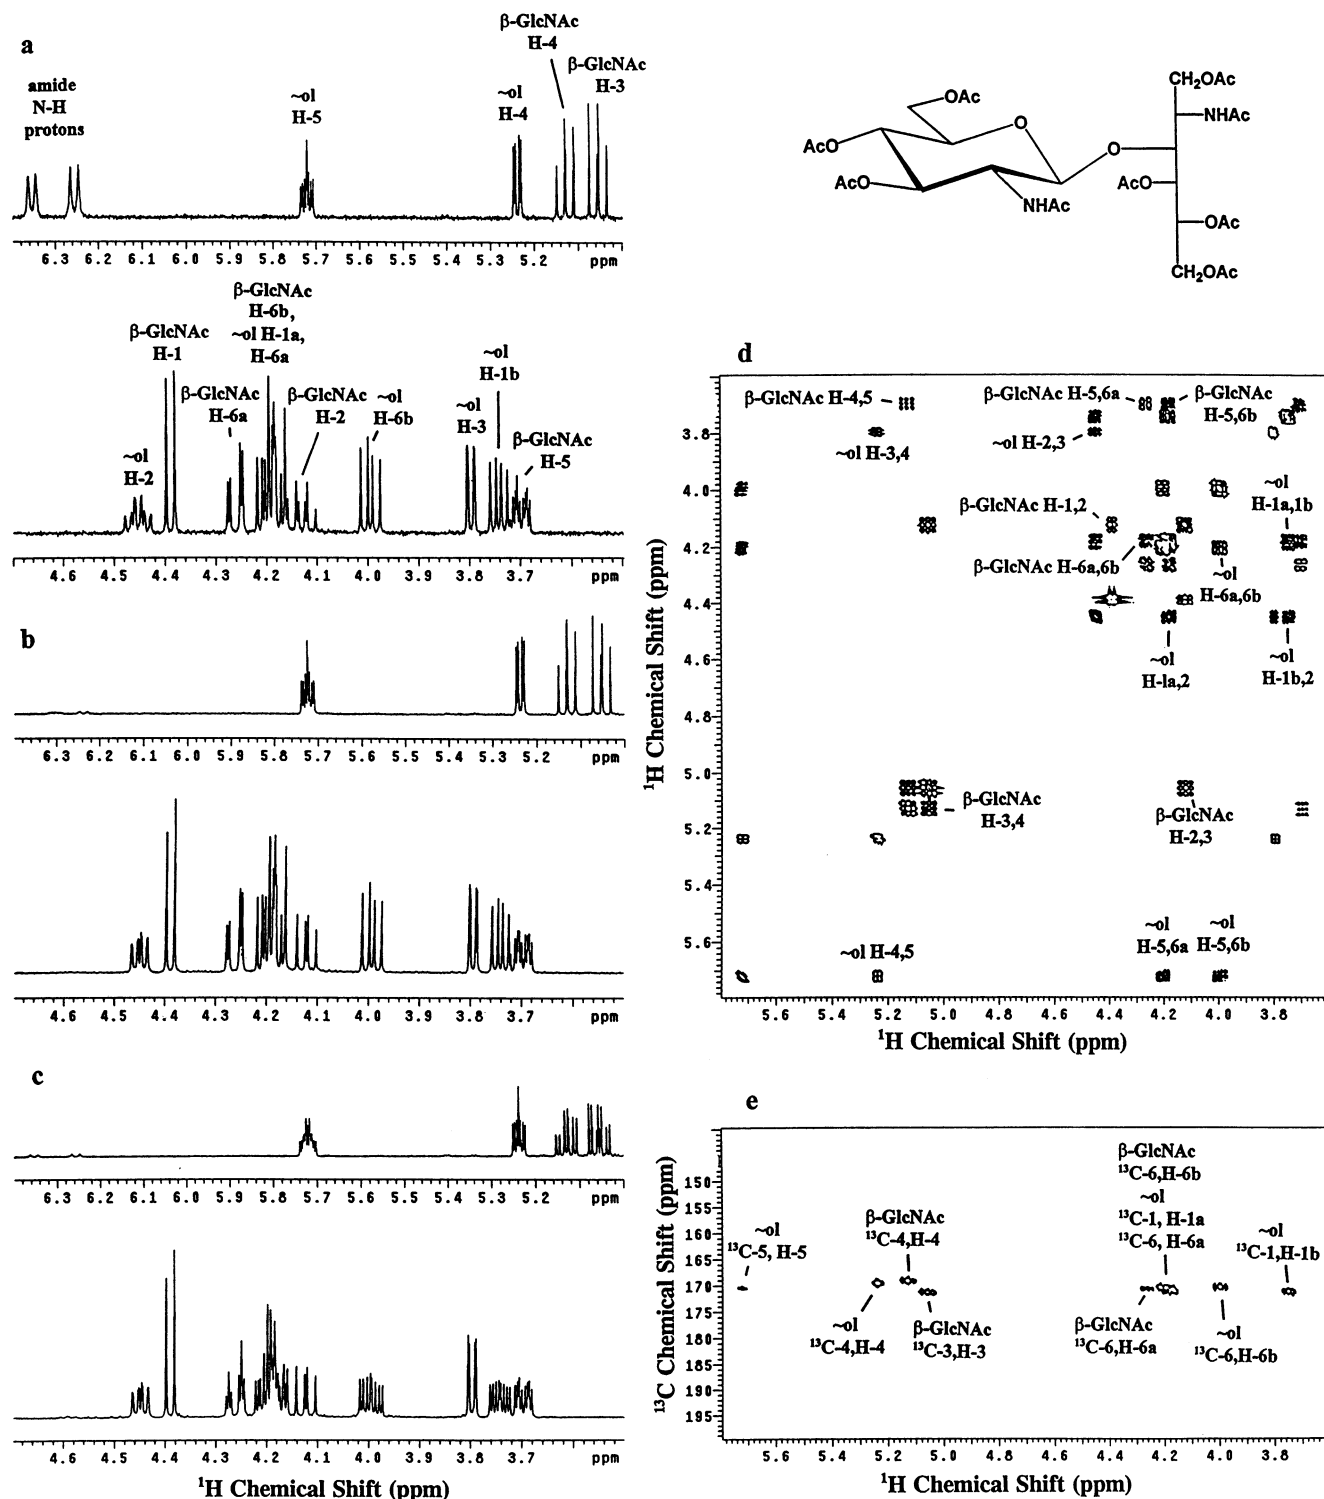 a
amide
N-H
protons
~ol
H-5
~ol
H-4
β-GlcNAc
H-4
β-GlcNAc
H-3
6.3 6.2 6.1 6.0 5.9 5.8 5.7 5.6 5.5 5.4 5.3 5.2 ppm
CH₂OAc
NHAc
O
AcO
OAc
CH₂OAc
OAc
O
AcO
AcO
NHAc
β-GlcNAc
H-1
β-GlcNAc
H-6b,
~ol H-1a,
H-6a
~ol
H-2
β-GlcNAc
H-6a
β-GlcNAc
H-2
~ol
H-6b
~ol
H-3
~ol
H-1b
β-GlcNAc
H-5
4.6 4.5 4.4 4.3 4.2 4.1 4.0 3.9 3.8 3.7 ppm
b
6.3 6.2 6.1 6.0 5.9 5.8 5.7 5.6 5.5 5.4 5.3 5.2 ppm
4.6 4.5 4.4 4.3 4.2 4.1 4.0 3.9 3.8 3.7 ppm
c
6.3 6.2 6.1 6.0 5.9 5.8 5.7 5.6 5.5 5.4 5.3 5.2 ppm
4.6 4.5 4.4 4.3 4.2 4.1 4.0 3.9 3.8 3.7 ppm
¹H Chemical Shift (ppm)
d
β-GlcNAc H-4,5
~ol H-3,4
β-GlcNAc H-5,6a
β-GlcNAc
H-5,6b
~ol H-2,3
~ol
H-1a,1b
β-GlcNAc H-1,2
β-GlcNAc H-6a,6b
~ol
H-6a,6b
~ol
H-la,2
~ol
H-1b,2
β-GlcNAc
H-3,4
β-GlcNAc
H-2,3
~ol H-4,5
~ol
H-5,6a
~ol
H-5,6b
3.8
4.0
4.2
4.4
4.6
4.8
5.0
5.2
5.4
5.6
¹H Chemical Shift (ppm)
5.6 5.4 5.2 5.0 4.8 4.6 4.4 4.2 4.0 3.8
¹H Chemical Shift (ppm)
e
~ol
¹³C-5, H-5
β-GlcNAc
¹³C-4,H-4
β-GlcNAc
¹³C-6,H-6b
~ol
¹³C-1, H-1a
¹³C-6, H-6a
~ol
¹³C-1,H-1b
~ol
¹³C-4,H-4
β-GlcNAc
¹³C-3,H-3
β-GlcNAc
¹³C-6,H-6a
~ol
¹³C-6,H-6b
150
155
160
165
170
175
180
185
190
195
¹³C Chemical Shift (ppm)
5.6 5.4 5.2 5.0 4.8 4.6 4.4 4.2 4.0 3.8
¹H Chemical Shift (ppm)